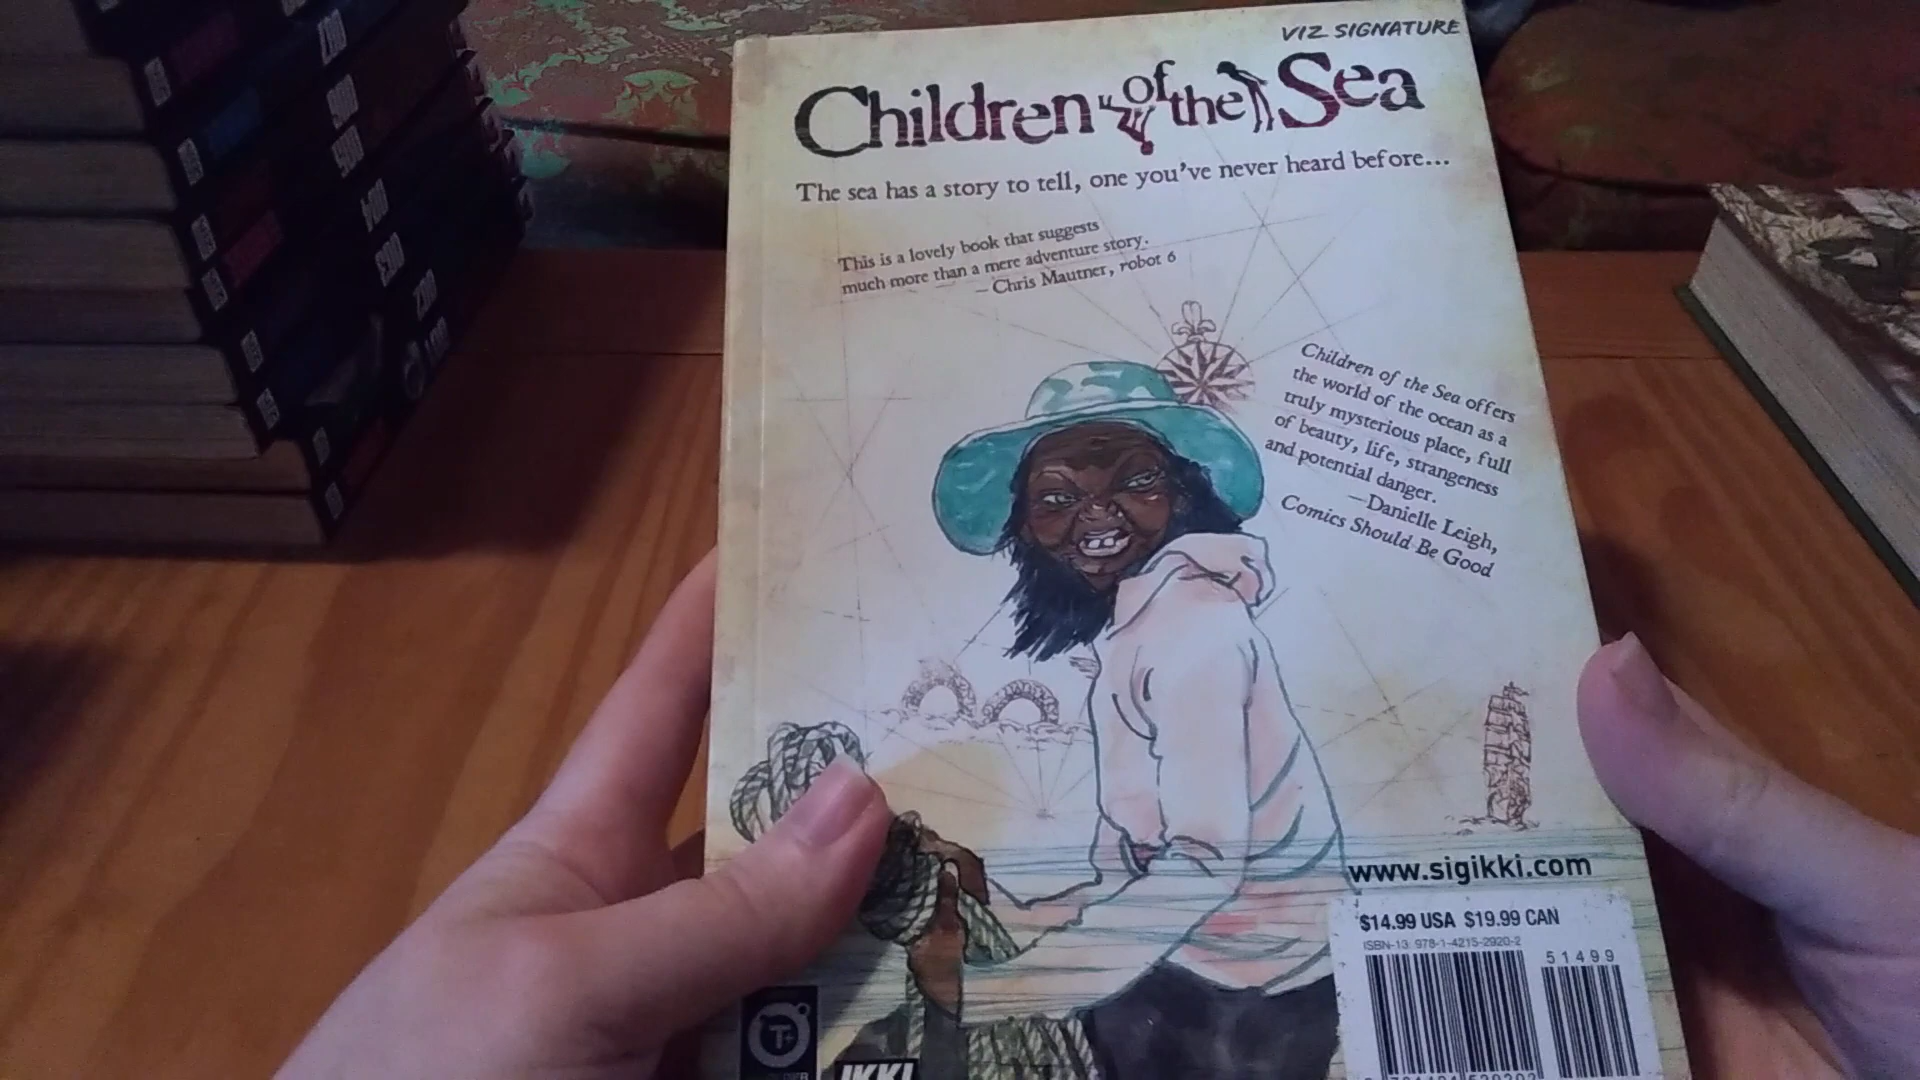 VIZ SIGNATURE
Children of the Sea
The sea has a story to tell, one you've never heard before...
This is a lovely book that suggests
much more than a mere adventure story.
—Chris Mautner, robot 6
Children of the Sea offers
the world of the ocean as a
truly mysterious place, full
of beauty, life, strangeness
and potential danger.
—Danielle Leigh,
Comics Should Be Good
www.sigikki.com
$14.99 USA $19.99 CAN
ISBN-13: 978-1-4215-2920-2
51499
T+
IKKI